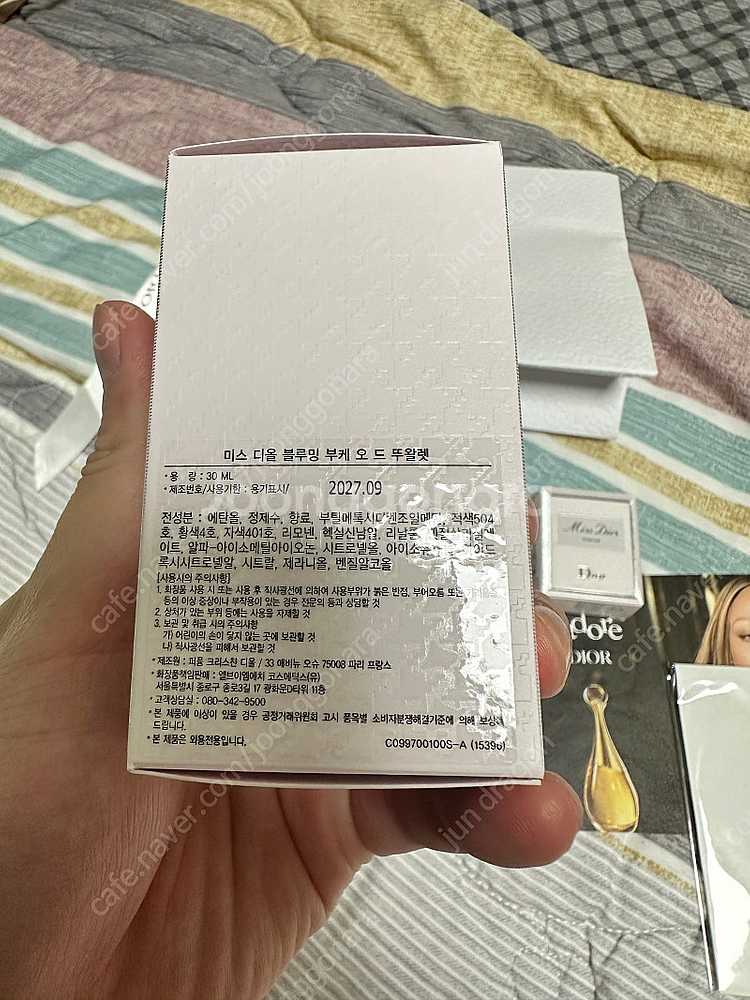 미스 디올 블루밍 부케 오 드 뚜왈렛
• 용 량 : 30 ML
• 제조번호/사용기한 : 용기표시/ 2027.09
전성분 : 에탄올, 정제수, 향료, 부틸메톡시디벤조일메탄, 적색504
호, 황색4호, 자색401호, 리모넨, 헥실신남알, 리날룰,
이트, 알파-아이소메틸아이오논, 시트로넬올,
록시시트로넬알, 시트랄, 제라니올, 벤질알코올
[사용시의 주의사항]
1. 화장품 사용 시 또는 사용 후 직사광선에 의하여 사용부위가 붉은 반점, 부어오름 또는 가려움증
등의 이상 증상이나 부작용이 있는 경우 전문의 등과 상담할 것
2. 상처가 있는 부위 등에는 사용을 자제할 것
3. 보관 및 취급 시의 주의사항
가) 어린이의 손이 닿지 않는 곳에 보관할 것
나) 직사광선을 피해서 보관할 것
• 제조원 : 퍼퓸 크리스챤 디올 / 33 애비뉴 오슈 75008 파리 프랑스
• 화장품책임판매업자 : 엘브이엠에치 코스메틱스(유)
서울특별시 종로구 종로3길 17 광화문D타워 11층
• 고객상담실 : 080-342-9500
• 본 제품에 이상이 있을 경우 공정거래위원회 고시 품목별 소비자분쟁해결기준에 의해 보상해
드립니다.
• 본 제품은 외용전용입니다.
C099700100S-A (15396)
Miss Dior
Dior
dore
DIOR
cafe.naver.com/joonggobara
jun dragon